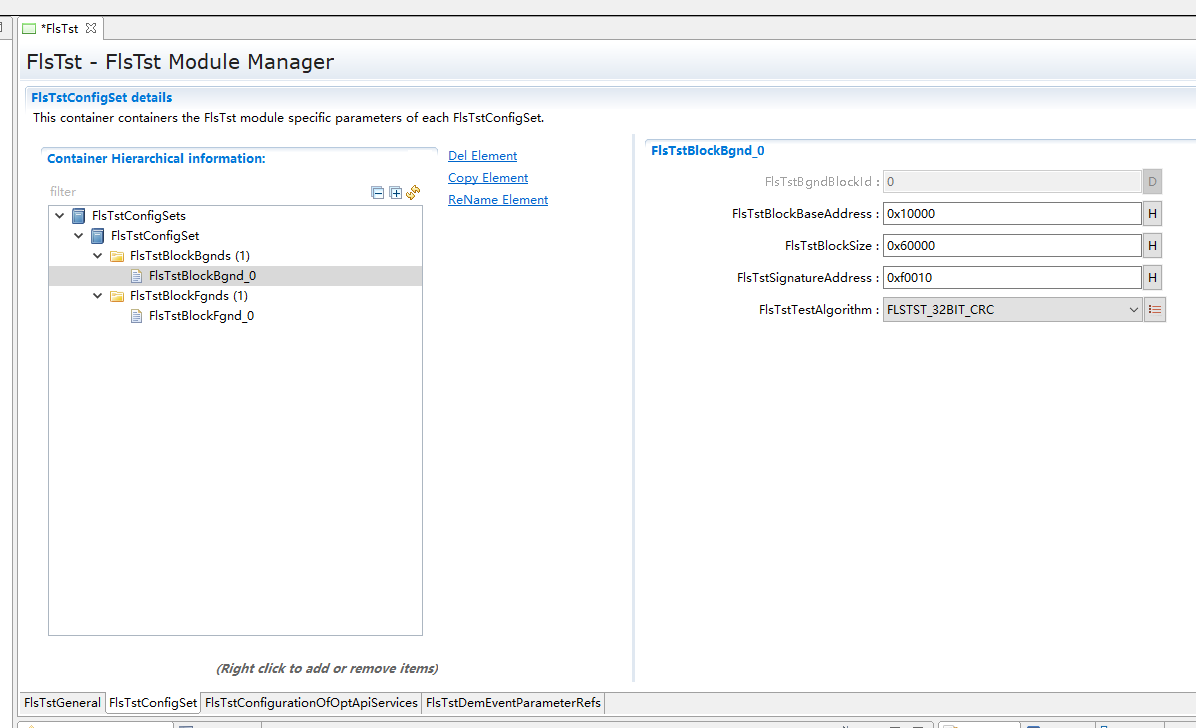 *FlsTst
FlsTst - FlsTst Module Manager
FlsTstConfigSet details
This container containers the FlsTst module specific parameters of each FlsTstConfigSet.
Container Hierarchical information:
filter
FlsTstConfigSets
FlsTstConfigSet
FlsTstBlockBgnds (1)
FlsTstBlockBgnd_0
FlsTstBlockFgnds (1)
FlsTstBlockFgnd_0
(Right click to add or remove items)
Del Element
Copy Element
ReName Element
FlsTstBlockBgnd_0
FlsTstBgndBlockId : 0 D
FlsTstBlockBaseAddress : 0x10000 H
FlsTstBlockSize : 0x60000 H
FlsTstSignatureAddress : 0xf0010 H
FlsTstTestAlgorithm : FLSTST_32BIT_CRC
FlsTstGeneral FlsTstConfigSet FlsTstConfigurationOfOptApiServices FlsTstDemEventParameterRefs